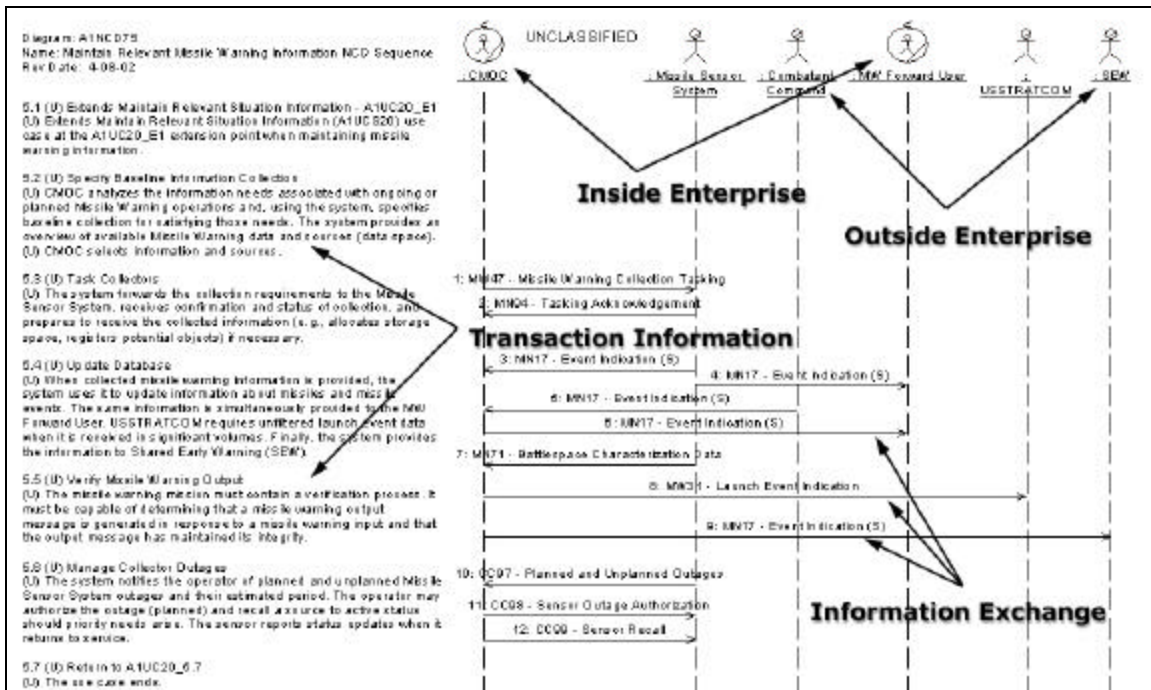 Diagram: A1NCD75
Name: Maintain Relevant Missile Warning Information NCD Sequence
Rev Date: 4-08-02
UNCLASSIFIED
: CMOC
: Missile Sensor
System
: Combatant
Command
: MW Forward User
:
USSTRATCOM
: SEW
5.1 (U) Extends Maintain Relevant Situation Information - A1UC20_E1
(U) Extends Maintain Relevant Situation Information (A1UCS20) use
case at the A1UC20_E1 extension point when maintaining missile
warning information.
5.2 (U) Specify Baseline Information Collection
(U) CMOC analyzes the information needs associated with ongoing or
planned Missile Warning operations and, using the system, specifies
baseline collection for satisfying those needs. The system provides an
overview of available Missile Warning data and sources (data space).
(U) CMOC selects information and sources.
5.3 (U) Task Collectors
(U) The system forwards the collection requirements to the Missile
Sensor System, receives confirmation and status of collection, and
prepares to receive the collected information (e.g., allocates storage
space, registers potential objects) if necessary.
5.4 (U) Update Database
(U) When collected missile warning information is provided, the
system uses it to update information about missiles and missile
events. The same information is simultaneously provided to the MW
Forward User. USSTRATCOM requires unfiltered launch event data
when it is received in significant volumes. Finally, the system provides
the information to Shared Early Warning (SEW).
5.5 (U) Verify Missile Warning Output
(U) The missile warning mission must contain a verification process. It
must be capable of determining that a missile warning output
message is generated in response to a missile warning input and that
the output message has maintained its integrity.
5.6 (U) Manage Collector Outages
(U) The system notifies the operator of planned and unplanned Missile
Sensor System outages and their estimated period. The operator may
authorize the outage (planned) and recall a source to active status
should priority needs arise. The sensor reports status updates when it
returns to service.
5.7 (U) Return to A1UC20_5.7
(U) The use case ends.
Inside Enterprise
Outside Enterprise
1: MN47 - Missile Warning Collection Tasking
2: MN04 - Tasking Acknowledgement
Transaction Information
3: MN17 - Event Indication (S)
4: MN17 - Event Indication (S)
5: MN17 - Event Indication (S)
6: MN17 - Event Indication (S)
7: MN71 - Battlespace Characterization Data
8: MW31 - Launch Event Indication
9: MN17 - Event Indication (S)
10: CC97 - Planned and Unplanned Outages
11: CC98 - Sensor Outage Authorization
12: CC99 - Sensor Recall
Information Exchange